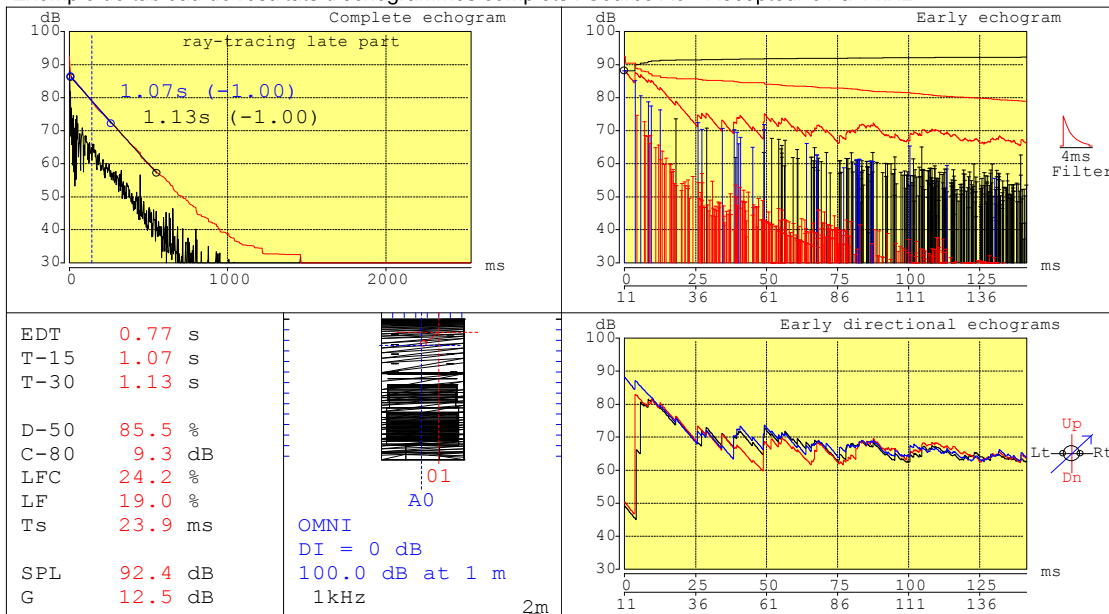 Complete echogram
dB
ray-tracing late part
100
90
80
70
60
50
40
30
1.07s (-1.00)
1.13s (-1.00)
0 1000 2000
ms
Early echogram
dB
100
90
80
70
60
50
40
30
0 25 50 75 100 125
11 36 61 86 111 136
ms
4ms
Filter
EDT 0.77 s
T-15 1.07 s
T-30 1.13 s
D-50 85.5 %
C-80 9.3 dB
LFC 24.2 %
LF 19.0 %
Ts 23.9 ms
SPL 92.4 dB
G 12.5 dB
01
A0
OMNI
DI = 0 dB
100.0 dB at 1 m
1kHz
2m
Early directional echograms
dB
100
90
80
70
60
50
40
30
0 25 50 75 100 125
11 36 61 86 111 136
ms
Up
Lt Rt
Dn